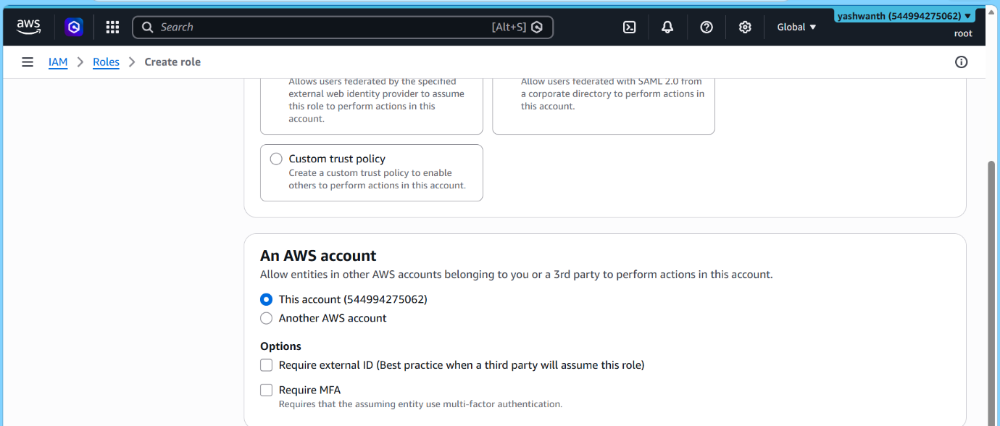 aws
Search
[Alt+S]
Global
yashwanth (544994275062)
root
IAM
Roles
Create role
Allows users federated by the specified
external web identity provider to assume
this role to perform actions in this
account.
Allow users federated with SAML 2.0 from
a corporate directory to perform actions in
this account.
Custom trust policy
Create a custom trust policy to enable
others to perform actions in this account.
An AWS account
Allow entities in other AWS accounts belonging to you or a 3rd party to perform actions in this account.
This account (544994275062)
Another AWS account
Options
Require external ID (Best practice when a third party will assume this role)
Require MFA
Requires that the assuming entity use multi-factor authentication.